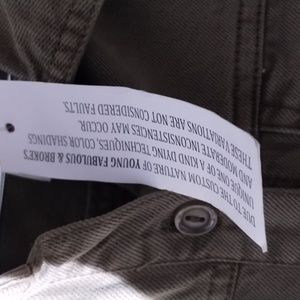 DUE TO THE CUSTOM NATURE OF YOUNG FABULOUS & BROKE'S
UNIQUE ONE OF A KIND DYING TECHNIQUES, COLOR, SHADINGS
AND MODERATE INCONSISTENCES MAY OCCUR.
THESE VARIATIONS ARE NOT CONSIDERED FAULTS.